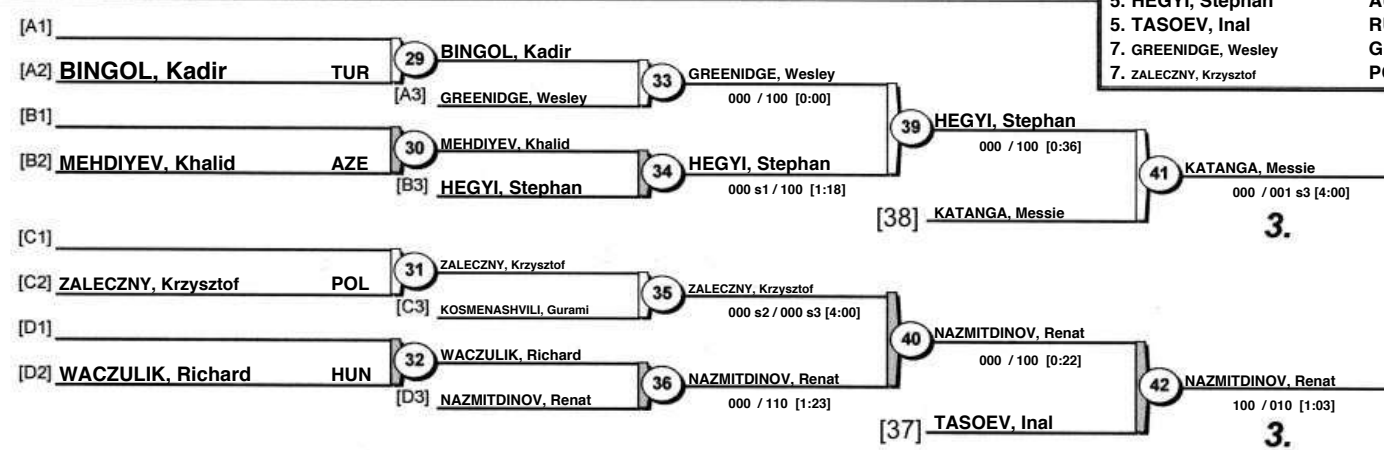 5. HEGYI, Stephan
5. TASOEV, Inal
7. GREENIDGE, Wesley
7. ZALECZNY, Krzysztof
[A1]
[A2] BINGOL, Kadir TUR
29
BINGOL, Kadir
[A3] GREENIDGE, Wesley
33
GREENIDGE, Wesley
000 / 100 [0:00]
[B1]
[B2] MEHDIYEV, Khalid AZE
30
MEHDIYEV, Khalid
[B3] HEGYI, Stephan
34
HEGYI, Stephan
000 s1 / 100 [1:18]
39
HEGYI, Stephan
000 / 100 [0:36]
[38] KATANGA, Messie
41
KATANGA, Messie
000 / 001 s3 [4:00]
3.
[C1]
[C2] ZALECZNY, Krzysztof POL
31
ZALECZNY, Krzysztof
[C3] KOSMENASHVILI, Gurami
35
ZALECZNY, Krzysztof
000 s2 / 000 s3 [4:00]
[D1]
[D2] WACZULIK, Richard HUN
32
WACZULIK, Richard
[D3] NAZMITDINOV, Renat
36
NAZMITDINOV, Renat
000 / 110 [1:23]
40
NAZMITDINOV, Renat
000 / 100 [0:22]
[37] TASOEV, Inal
42
NAZMITDINOV, Renat
100 / 010 [1:03]
3.